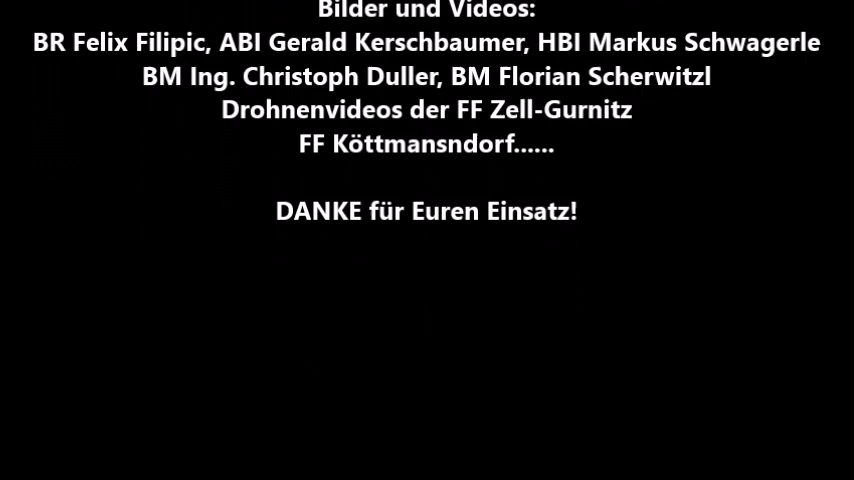 Bilder und Videos:
BR Felix Filipic, ABI Gerald Kerschbaumer, HBI Markus Schwagerle
BM Ing. Christoph Duller, BM Florian Scherwitzl
Drohnenvideos der FF Zell-Gurnitz
FF Köttmansndorf......
DANKE für Euren Einsatz!